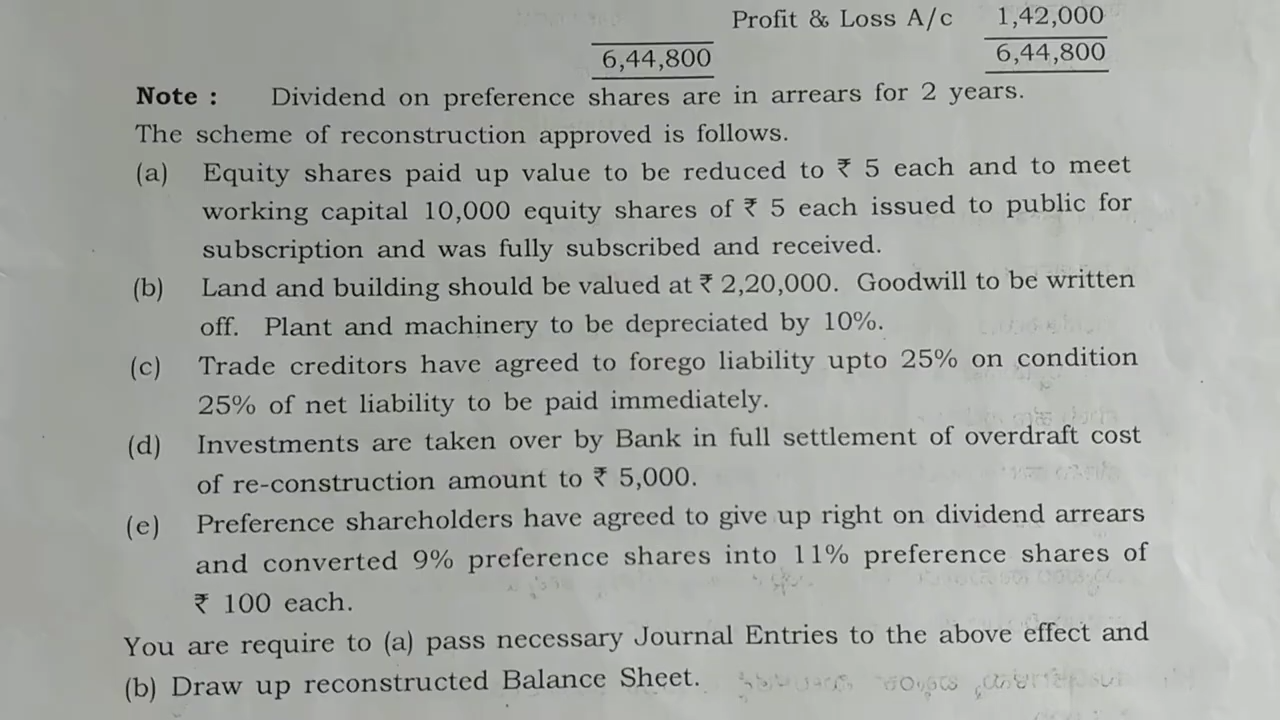 Profit & Loss A/c 1,42,000
6,44,800 6,44,800
Note : Dividend on preference shares are in arrears for 2 years.
The scheme of reconstruction approved is follows.
(a) Equity shares paid up value to be reduced to ₹ 5 each and to meet
working capital 10,000 equity shares of ₹ 5 each issued to public for
subscription and was fully subscribed and received.
(b) Land and building should be valued at ₹ 2,20,000. Goodwill to be written
off. Plant and machinery to be depreciated by 10%.
(c) Trade creditors have agreed to forego liability upto 25% on condition
25% of net liability to be paid immediately.
(d) Investments are taken over by Bank in full settlement of overdraft cost
of re-construction amount to ₹ 5,000.
(e) Preference shareholders have agreed to give up right on dividend arrears
and converted 9% preference shares into 11% preference shares of
₹ 100 each.
You are require to (a) pass necessary Journal Entries to the above effect and
(b) Draw up reconstructed Balance Sheet.